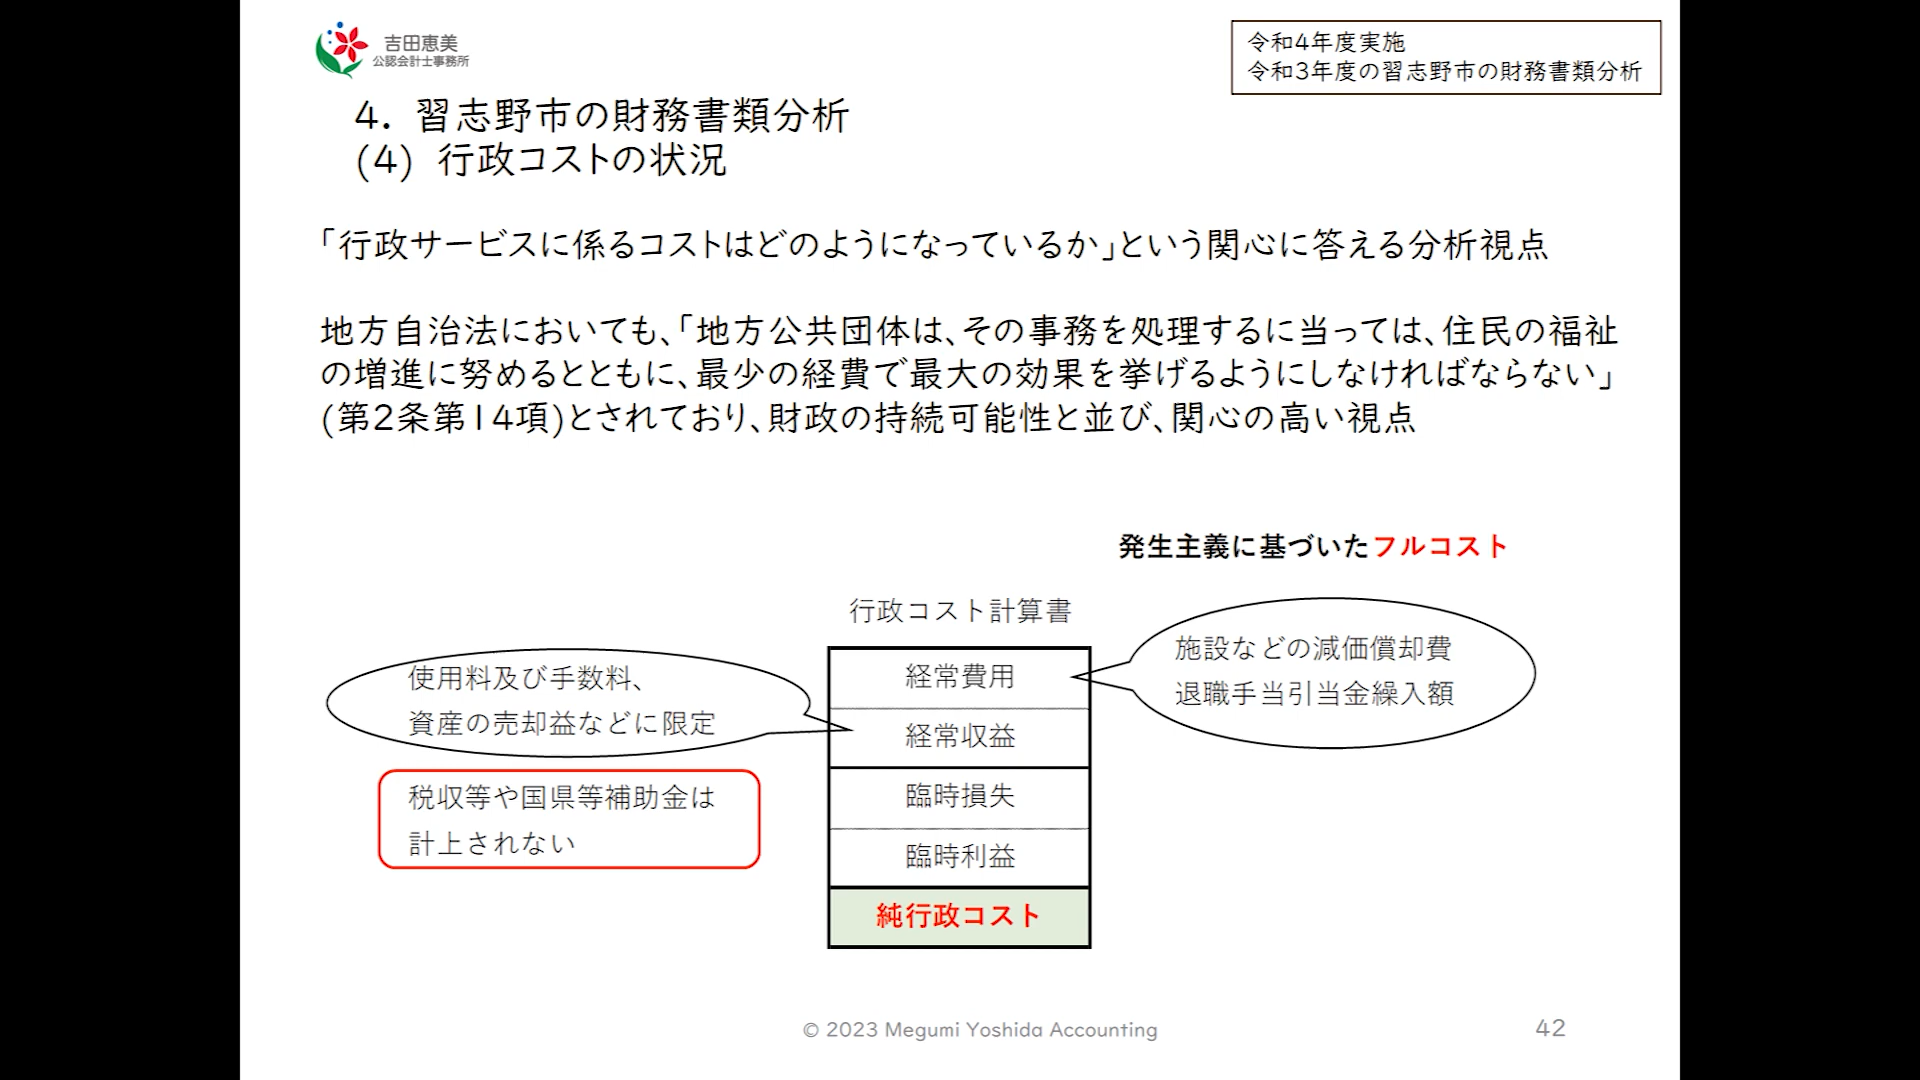 吉田恵美
公認会計士事務所
令和4年度実施
令和3年度の習志野市の財務書類分析
4. 習志野市の財務書類分析
(4) 行政コストの状況
「行政サービスに係るコストはどのようになっているか」という関心に答える分析視点
地方自治法においても、「地方公共団体は、その事務を処理するに当っては、住民の福祉
の増進に努めるとともに、最少の経費で最大の効果を挙げるようにしなければならない」
(第2条第14項)とされており、財政の持続可能性と並び、関心の高い視点
発生主義に基づいたフルコスト
行政コスト計算書
使用料及び手数料、
資産の売却益などに限定
税収等や国県等補助金は
計上されない
経常費用
経常収益
臨時損失
臨時利益
純行政コスト
施設などの減価償却費
退職手当引当金繰入額
© 2023 Megumi Yoshida Accounting
42